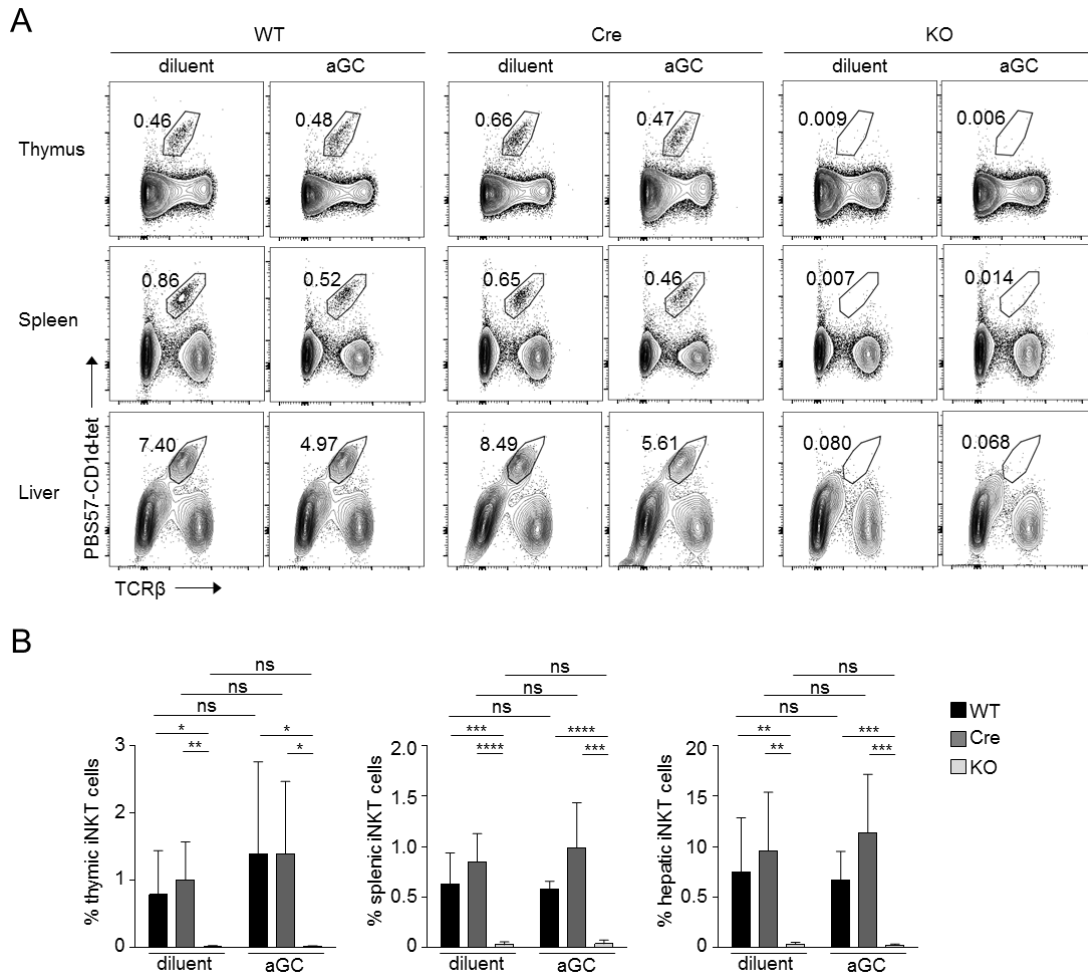 A
WT Cre KO
diluent aGC diluent aGC diluent aGC
Thymus
0.46 0.48 0.66 0.47 0.009 0.006
Spleen
0.86 0.52 0.65 0.46 0.007 0.014
Liver
7.40 4.97 8.49 5.61 0.080 0.068
PBS57-CD1d-tet
TCRβ
B
ns ns ns
ns ns ns
ns ns ns
* * *** **** ** ***
** * **** *** ** ***
WT
Cre
KO
% thymic iNKT cells
3
2
1
0
diluent aGC
% splenic iNKT cells
2.0
1.5
1.0
0.5
0
diluent aGC
% hepatic iNKT cells
20
15
10
5
0
diluent aGC